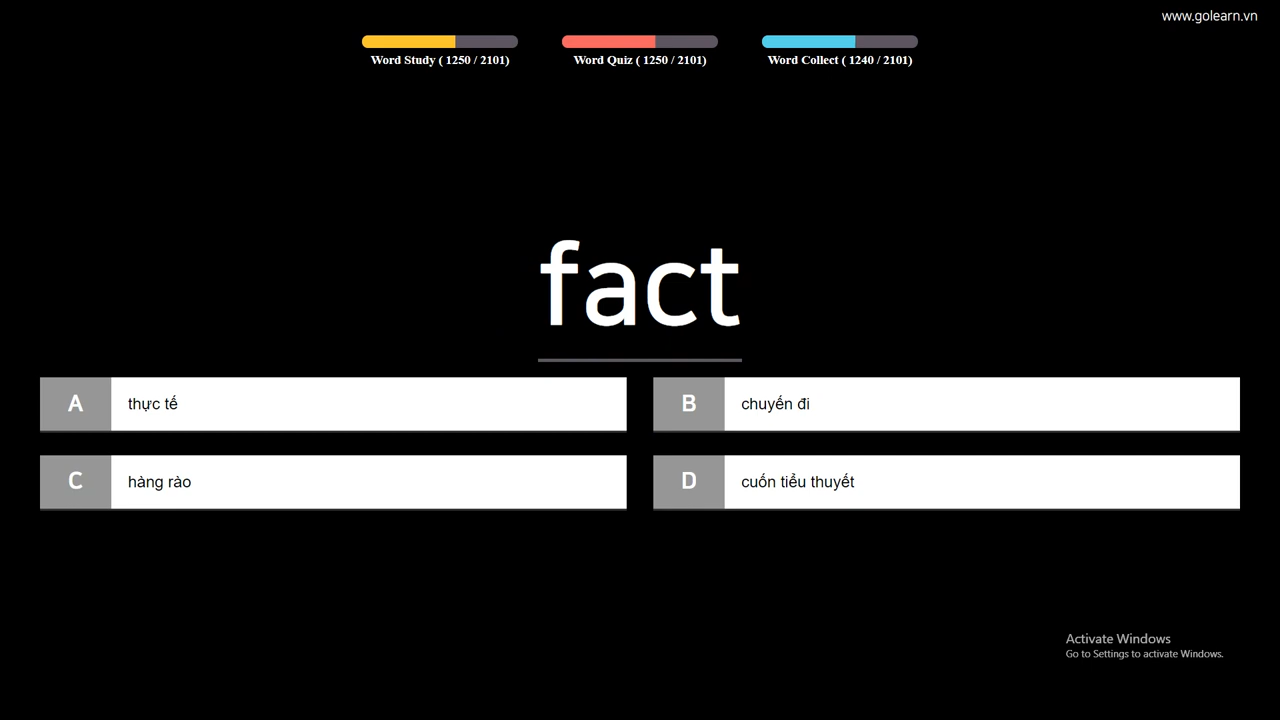 www.golearn.vn
Word Study ( 1250 / 2101)
Word Quiz ( 1250 / 2101)
Word Collect ( 1240 / 2101)
fact
A thực tế
B chuyến đi
C hàng rào
D cuốn tiểu thuyết
Activate Windows
Go to Settings to activate Windows.